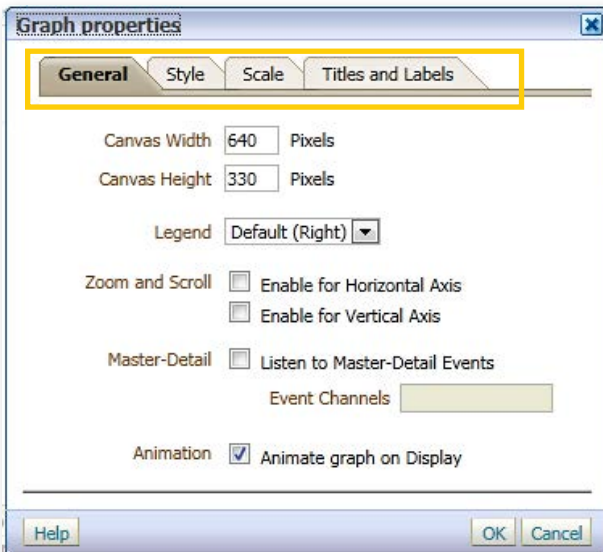 Graph properties
General Style Scale Titles and Labels
Canvas Width 640 Pixels
Canvas Height 330 Pixels
Legend Default (Right)
Zoom and Scroll Enable for Horizontal Axis
Enable for Vertical Axis
Master-Detail Listen to Master-Detail Events
Event Channels
Animation Animate graph on Display
Help OK Cancel